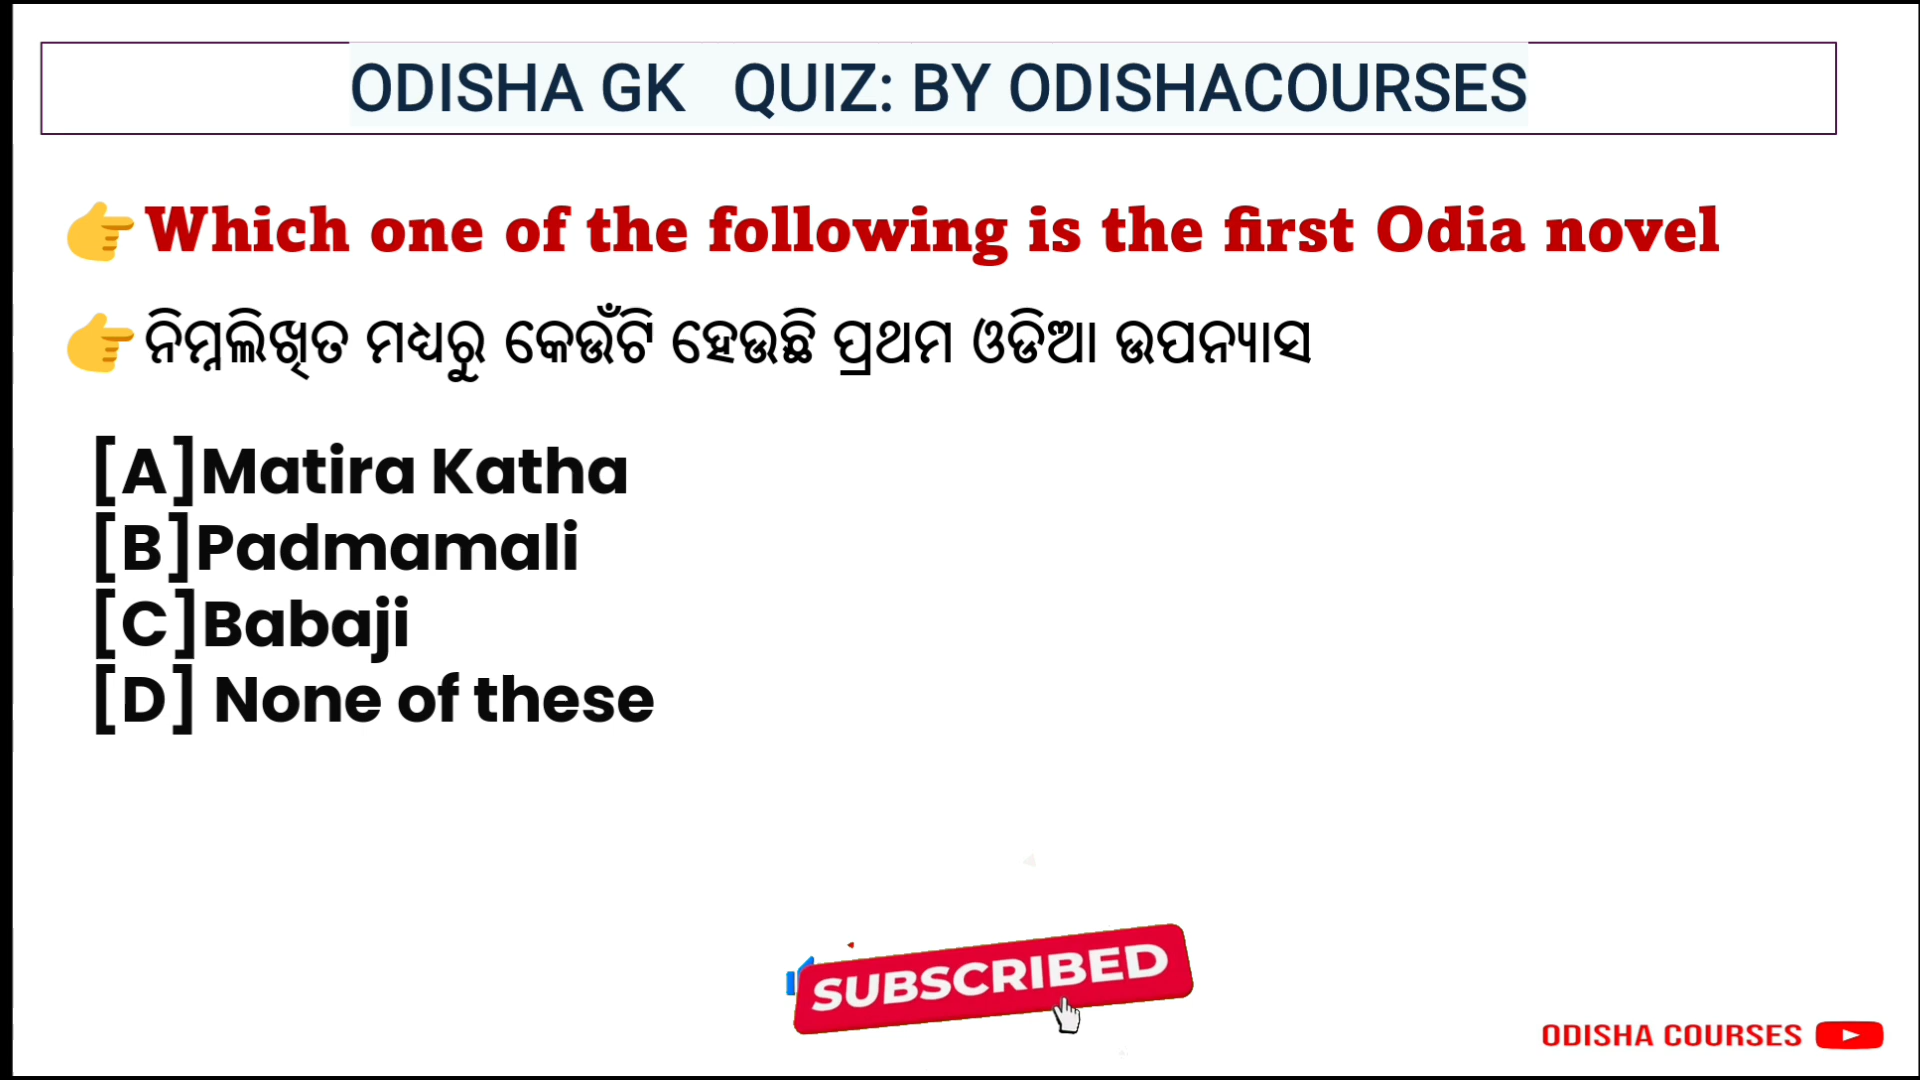 ODISHA GK QUIZ: BY ODISHACOURSES
Which one of the following is the first Odia novel
ନିମ୍ନଲିଖିତ ମଧ୍ୟରୁ କେଉଁଟି ହେଉଛି ପ୍ରଥମ ଓଡିଆ ଉପନ୍ୟାସ
[A]Matira Katha
[B]Padmamali
[C]Babaji
[D] None of these
SUBSCRIBED
ODISHA COURSES